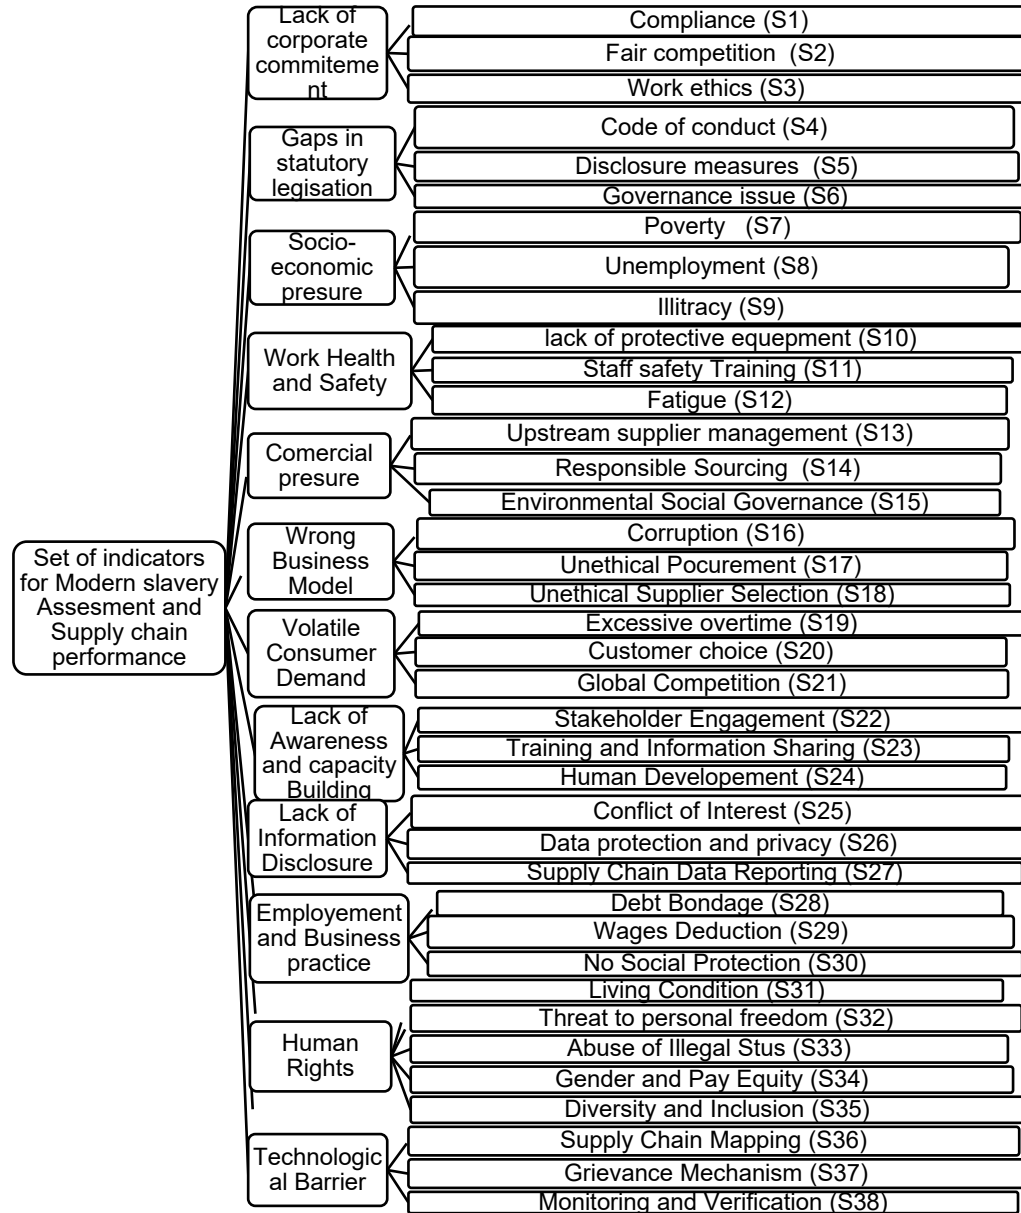 Lack of
corporate
commiteme
nt
Compliance (S1)
Fair competition (S2)
Work ethics (S3)
Gaps in
statutory
legisation
Code of conduct (S4)
Disclosure measures (S5)
Governance issue (S6)
Socio-
economic
presure
Poverty (S7)
Unemployment (S8)
Illitracy (S9)
Work Health
and Safety
lack of protective equepment (S10)
Staff safety Training (S11)
Fatigue (S12)
Comercial
presure
Upstream supplier management (S13)
Responsible Sourcing (S14)
Environmental Social Governance (S15)
Set of indicators
for Modern slavery
Assesment and
Supply chain
performance
Wrong
Business
Model
Corruption (S16)
Unethical Pocurement (S17)
Unethical Supplier Selection (S18)
Volatile
Consumer
Demand
Excessive overtime (S19)
Customer choice (S20)
Global Competition (S21)
Lack of
Awareness
and capacity
Building
Stakeholder Engagement (S22)
Training and Information Sharing (S23)
Human Developement (S24)
Lack of
Information
Disclosure
Conflict of Interest (S25)
Data protection and privacy (S26)
Supply Chain Data Reporting (S27)
Employement
and Business
practice
Debt Bondage (S28)
Wages Deduction (S29)
No Social Protection (S30)
Human
Rights
Living Condition (S31)
Threat to personal freedom (S32)
Abuse of Illegal Stus (S33)
Gender and Pay Equity (S34)
Diversity and Inclusion (S35)
Technologic
al Barrier
Supply Chain Mapping (S36)
Grievance Mechanism (S37)
Monitoring and Verification (S38)